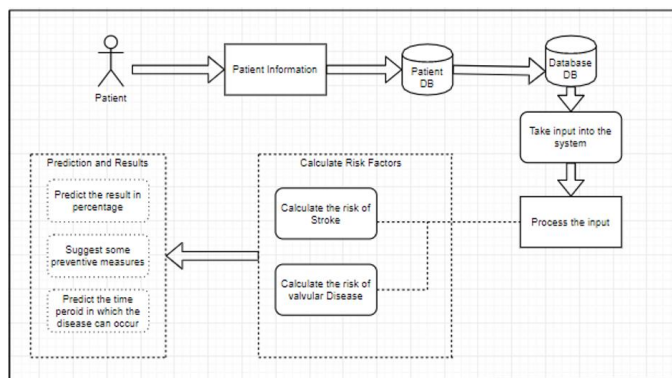 Patient
Patient Information
Patient
DB
Database
DB
Take input into the
system
Process the input
Calculate Risk Factors
Calculate the risk of
Stroke
Calculate the risk of
valvular Disease
Prediction and Results
Predict the result in
percentage
Suggest some
preventive measures
Predict the time
peroid in which the
disease can occur